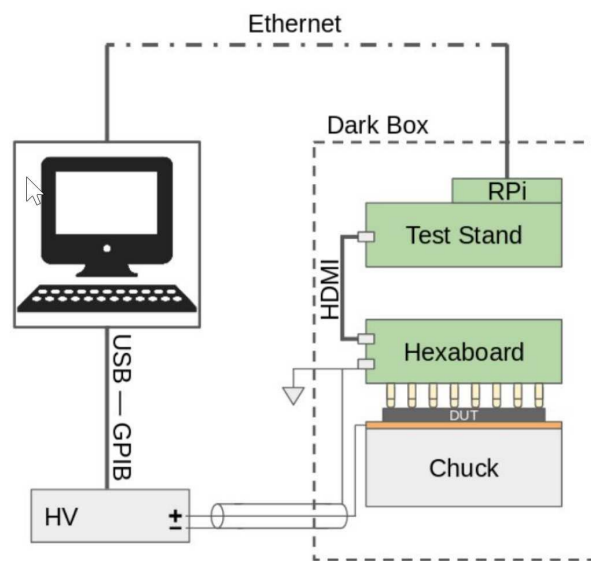 Ethernet
Dark Box
RPi
Test Stand
HDMI
Hexaboard
USB — GPIB
DUT
Chuck
HV
+
−